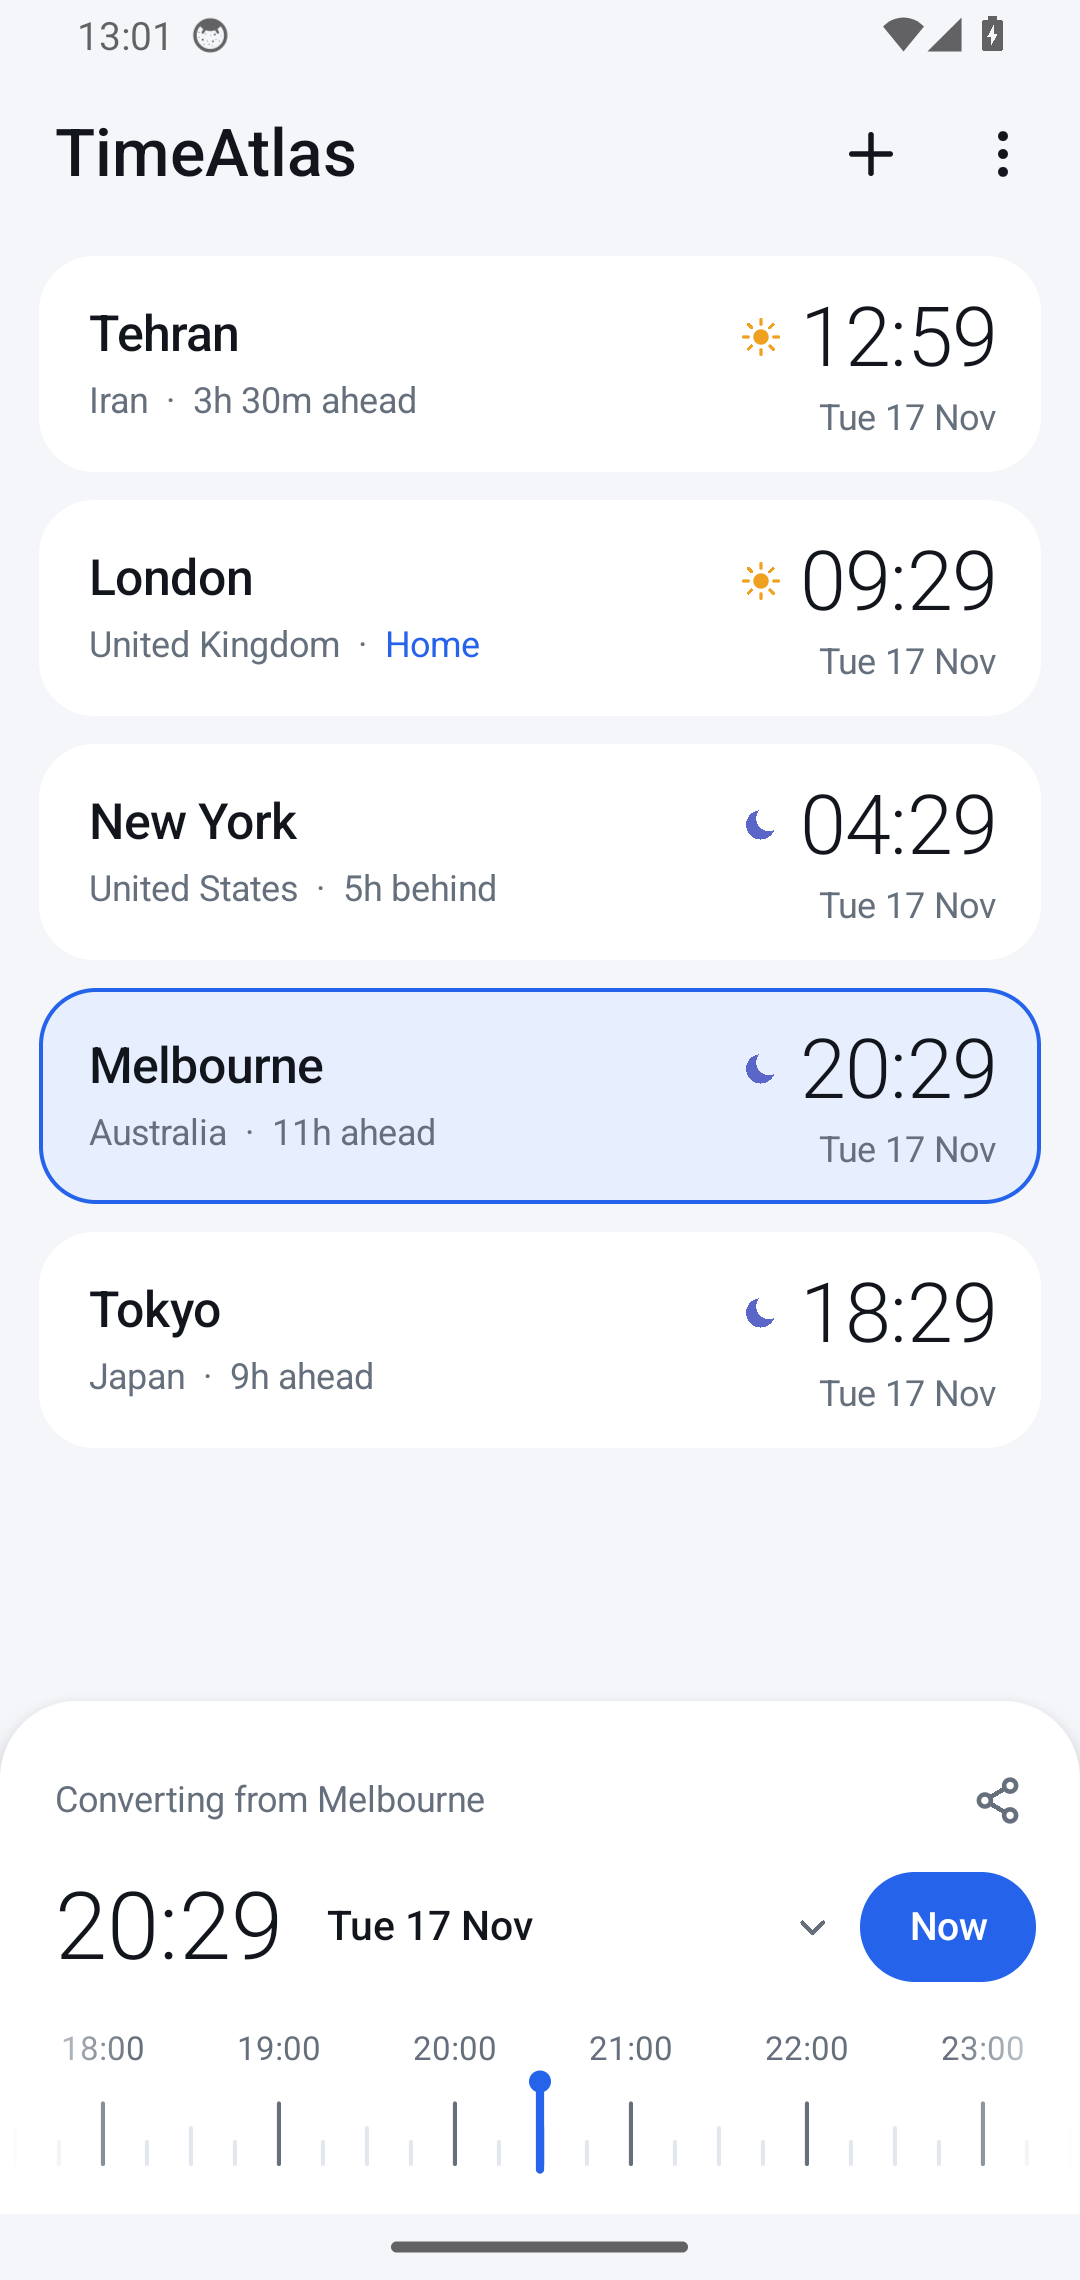 13:01
TimeAtlas
Tehran
12:59
Iran · 3h 30m ahead
Tue 17 Nov
London
09:29
United Kingdom · Home
Tue 17 Nov
New York
04:29
United States · 5h behind
Tue 17 Nov
Melbourne
20:29
Australia · 11h ahead
Tue 17 Nov
Tokyo
18:29
Japan · 9h ahead
Tue 17 Nov
Converting from Melbourne
20:29 Tue 17 Nov Now
18:00 19:00 20:00 21:00 22:00 23:00